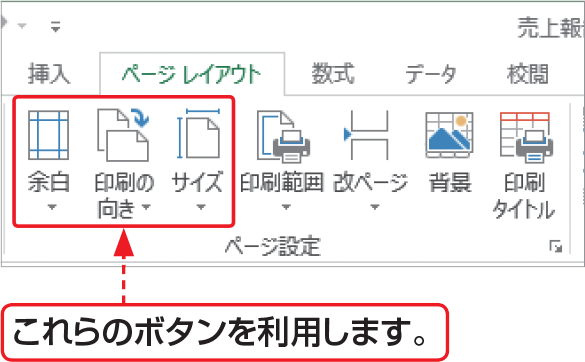 売上報
挿入 ページ レイアウト 数式 データ 校閲
余白 印刷の向き サイズ 印刷範囲 改ページ 背景 印刷タイトル
ページ設定
これらのボタンを利用します。